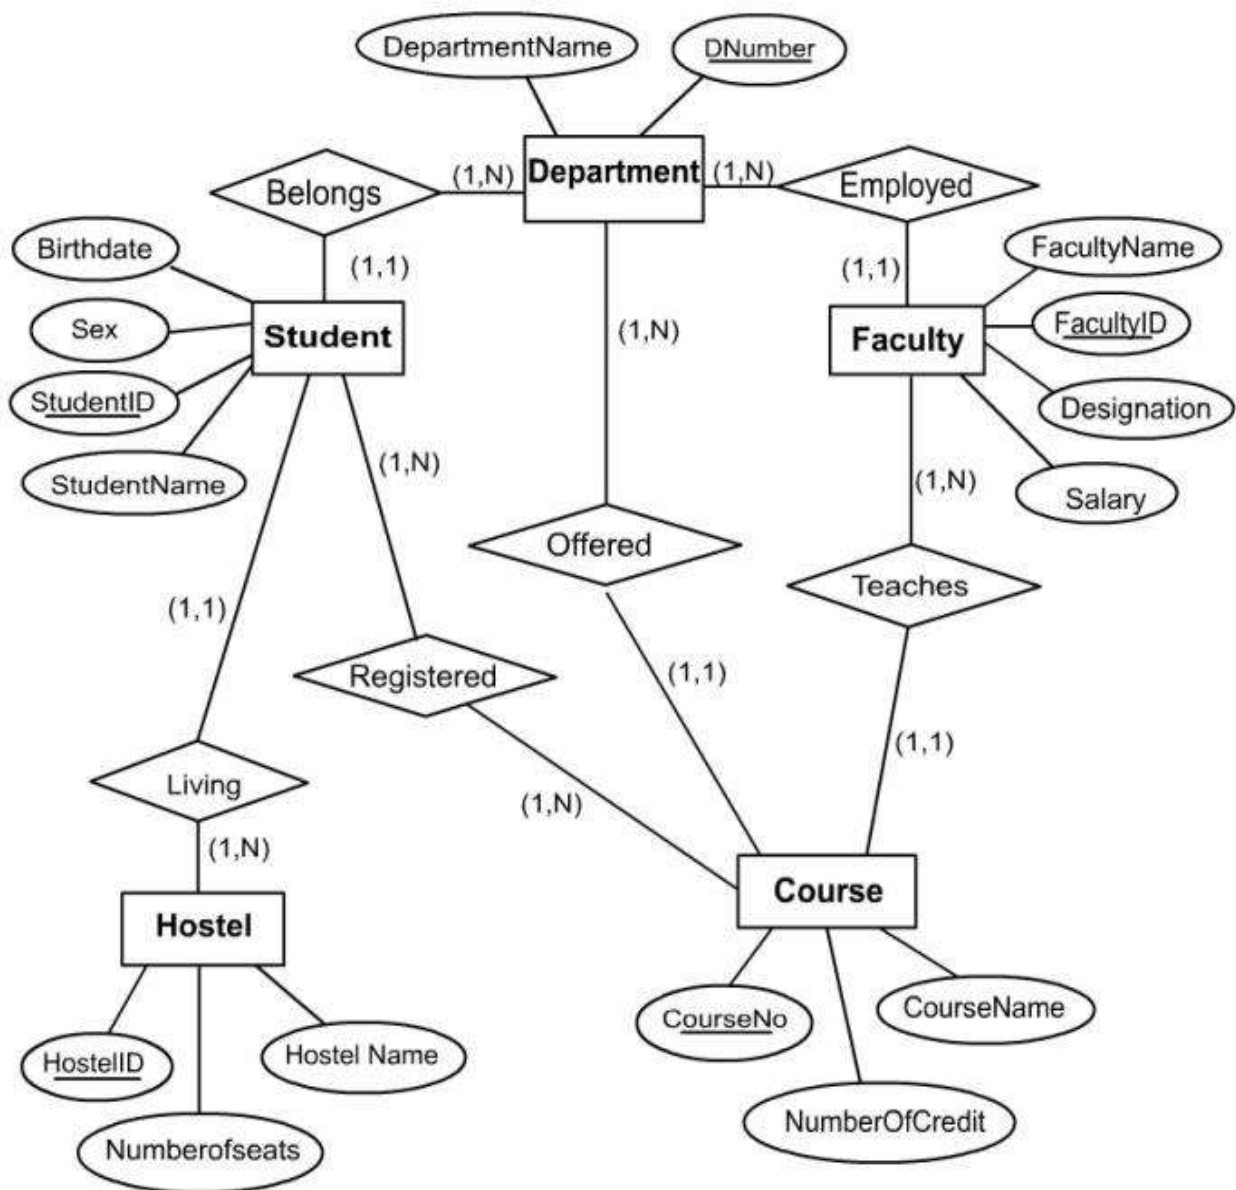 DepartmentName
DNumber
Department
(1,N)
(1,N)
Belongs
Employed
Birthdate
(1,1)
(1,1)
FacultyName
Sex
Student
(1,N)
Faculty
FacultyID
StudentID
Designation
StudentName
(1,N)
(1,N)
Salary
Offered
Teaches
(1,1)
Registered
(1,1)
(1,1)
Living
(1,N)
(1,N)
Course
Hostel
CourseNo
CourseName
HostelID
Hostel Name
NumberOfCredit
Numberofseats